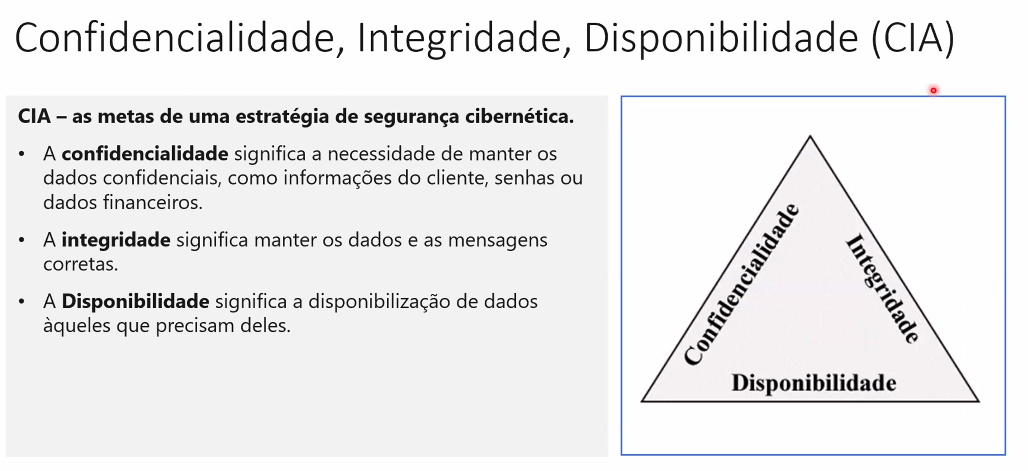 Confidencialidade, Integridade, Disponibilidade (CIA)
CIA – as metas de uma estratégia de segurança cibernética.
• A confidencialidade significa a necessidade de manter os
dados confidenciais, como informações do cliente, senhas ou
dados financeiros.
• A integridade significa manter os dados e as mensagens
corretas.
• A Disponibilidade significa a disponibilização de dados
àqueles que precisam deles.
Confidencialidade
Integridade
Disponibilidade